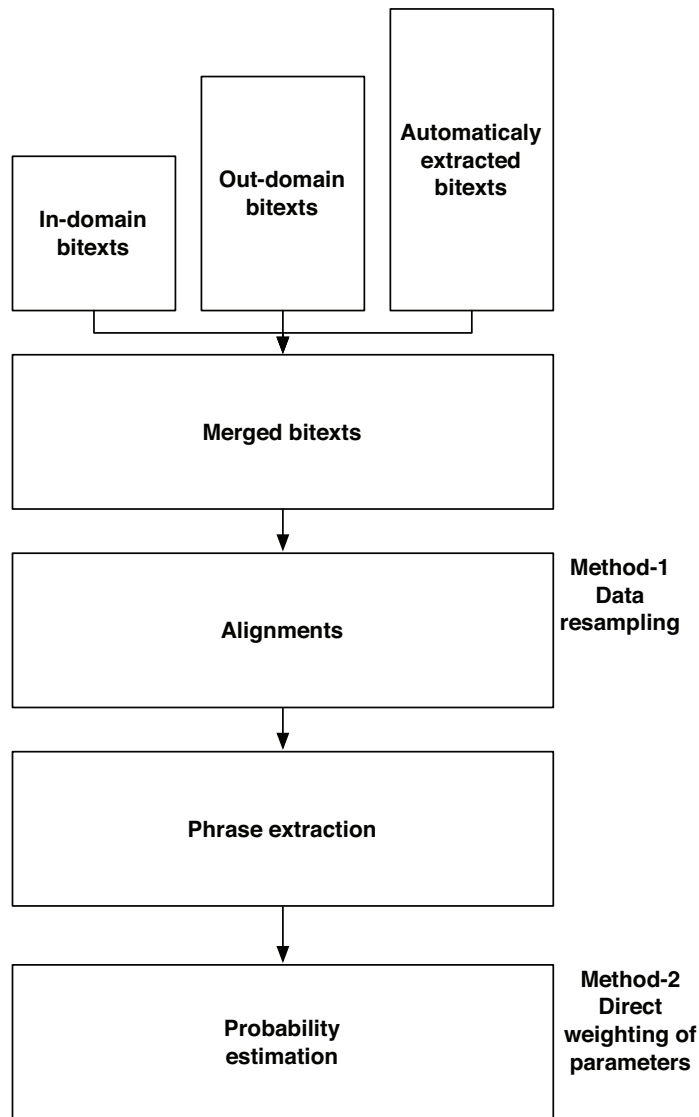 In-domain
bitexts
Out-domain
bitexts
Automaticaly
extracted
bitexts
Merged bitexts
Alignments
Method-1
Data
resampling
Phrase extraction
Probability
estimation
Method-2
Direct
weighting of
parameters